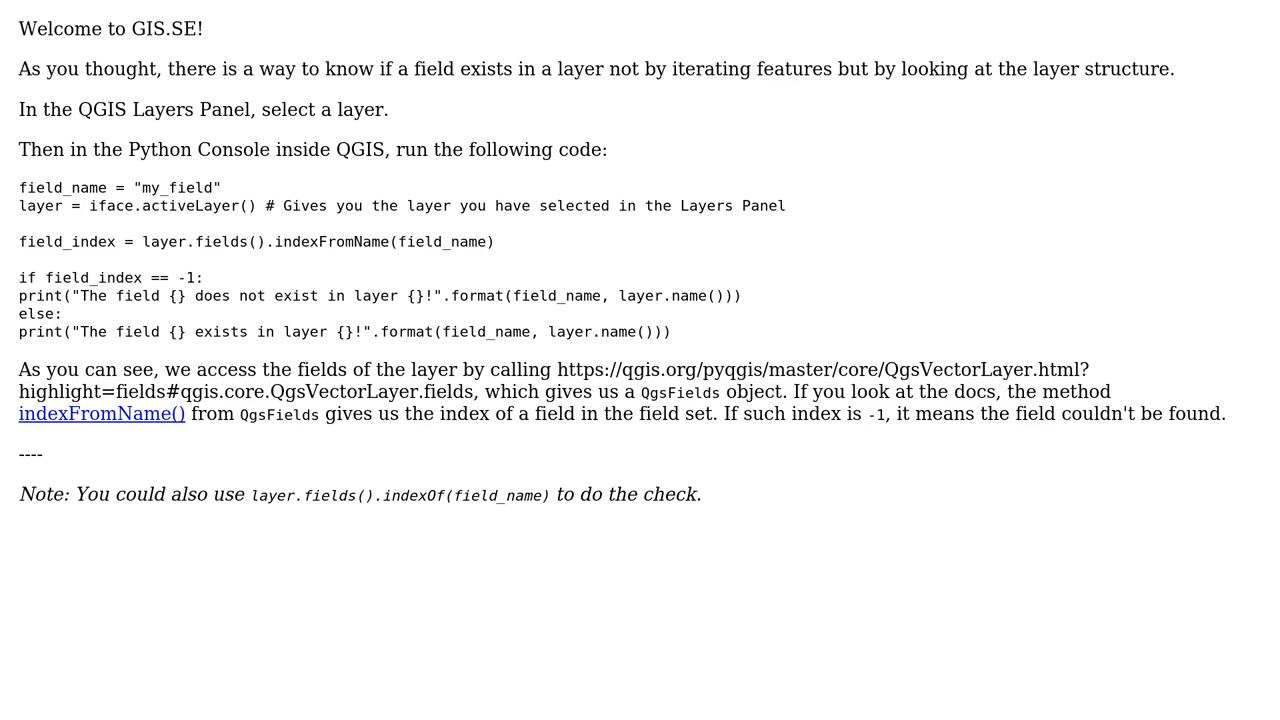 Welcome to GIS.SE!
As you thought, there is a way to know if a field exists in a layer not by iterating features but by looking at the layer structure.
In the QGIS Layers Panel, select a layer.
Then in the Python Console inside QGIS, run the following code:
field_name = "my_field"
layer = iface.activeLayer() # Gives you the layer you have selected in the Layers Panel
field_index = layer.fields().indexFromName(field_name)
if field_index == -1:
print("The field {} does not exist in layer {}!".format(field_name, layer.name()))
else:
print("The field {} exists in layer {}!".format(field_name, layer.name()))
As you can see, we access the fields of the layer by calling https://qgis.org/pyqgis/master/core/QgsVectorLayer.html?
highlight=fields#qgis.core.QgsVectorLayer.fields, which gives us a QgsFields object. If you look at the docs, the method
indexFromName() from QgsFields gives us the index of a field in the field set. If such index is -1, it means the field couldn't be found.
----
Note: You could also use layer.fields().indexOf(field_name) to do the check.